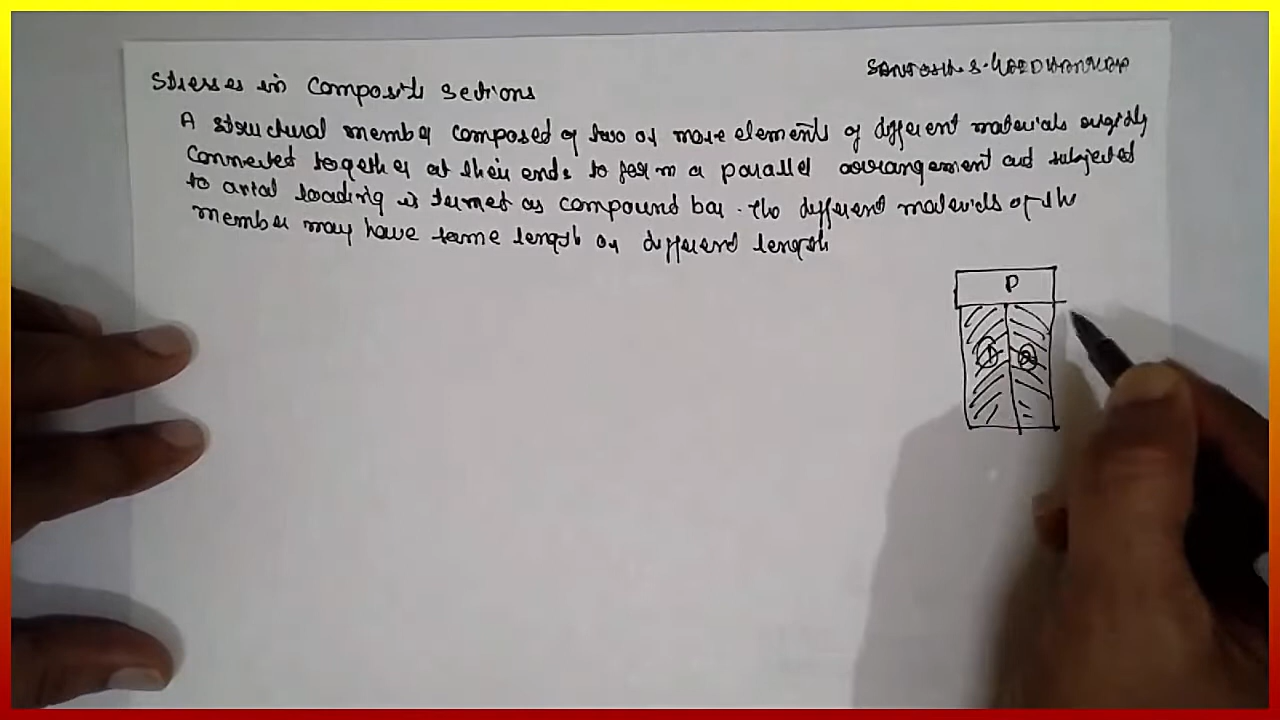 Stresses in Composite Sections
A structural member composed of two or more elements of different materials rigidly
connected together at their ends to form a parallel arrangement and subjected
to axial loading is termed as compound bar. The different materials of the
member may have same length or different length
P
1 2